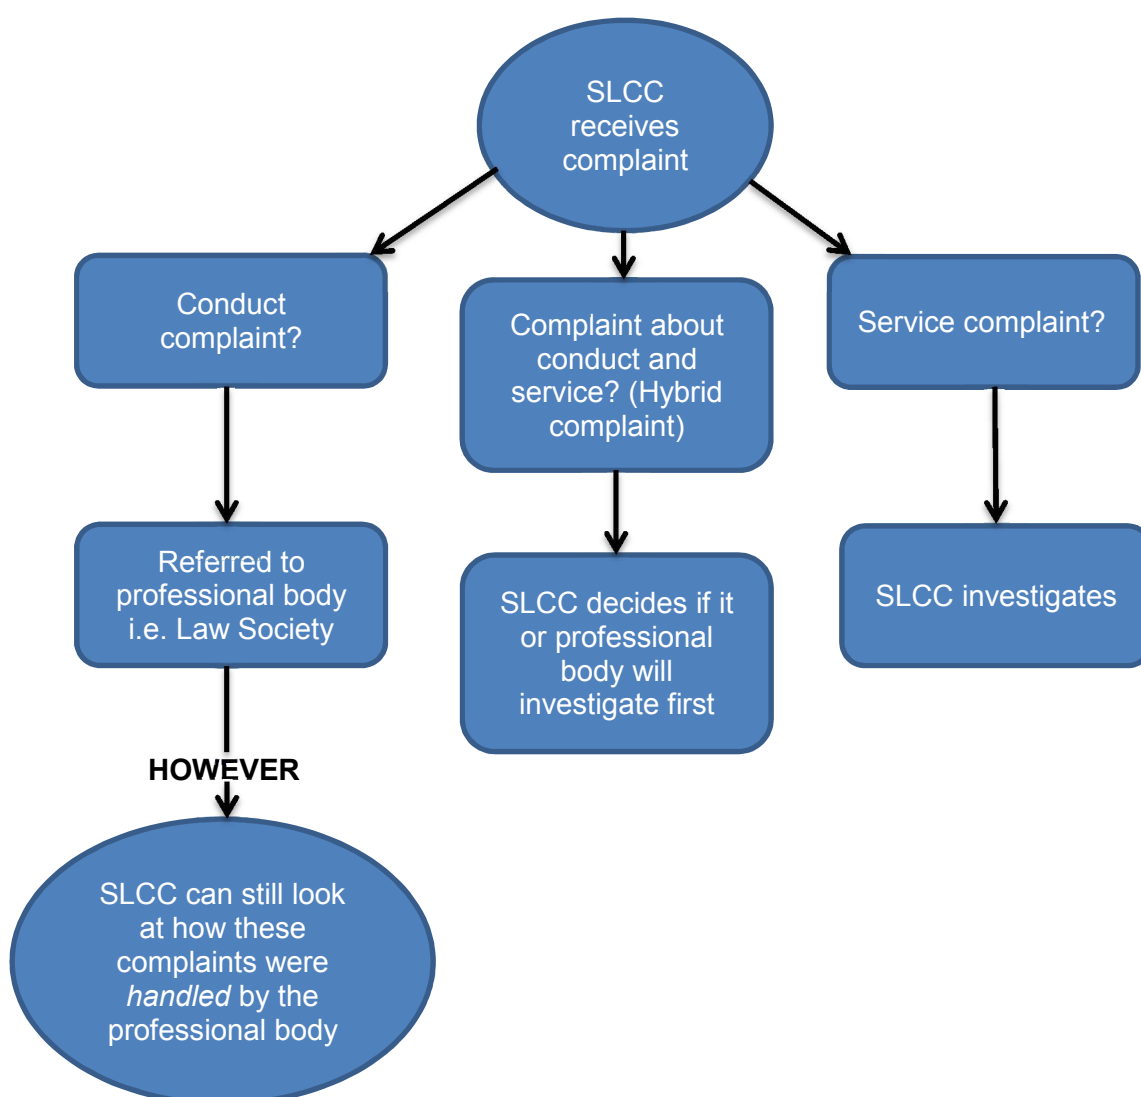 SLCC
receives
complaint
Conduct
complaint?
Complaint about
conduct and
service? (Hybrid
complaint)
Service complaint?
Referred to
professional body
i.e. Law Society
SLCC decides if it
or professional
body will
investigate first
SLCC investigates
HOWEVER
SLCC can still look
at how these
complaints were
handled by the
professional body